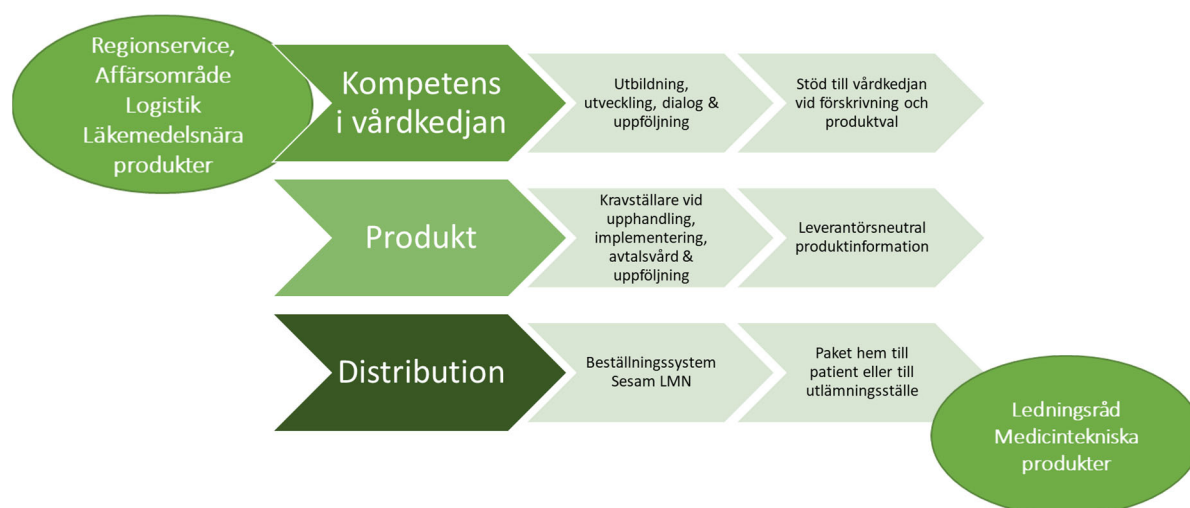 Regionservice,
Affärsområde
Logistik
Läkemedelsnära
produkter
Kompetens
i vårdkedjan
Utbildning,
utveckling, dialog &
uppföljning
Stöd till vårdkedjan
vid förskrivning och
produktval
Produkt
Kravställare vid
upphandling,
implementering,
avtalsvård &
uppföljning
Leverantörsneutral
produktinformation
Distribution
Beställningssystem
Sesam LMN
Paket hem till
patient eller till
utlämningsställe
Ledningsråd
Medicintekniska
produkter